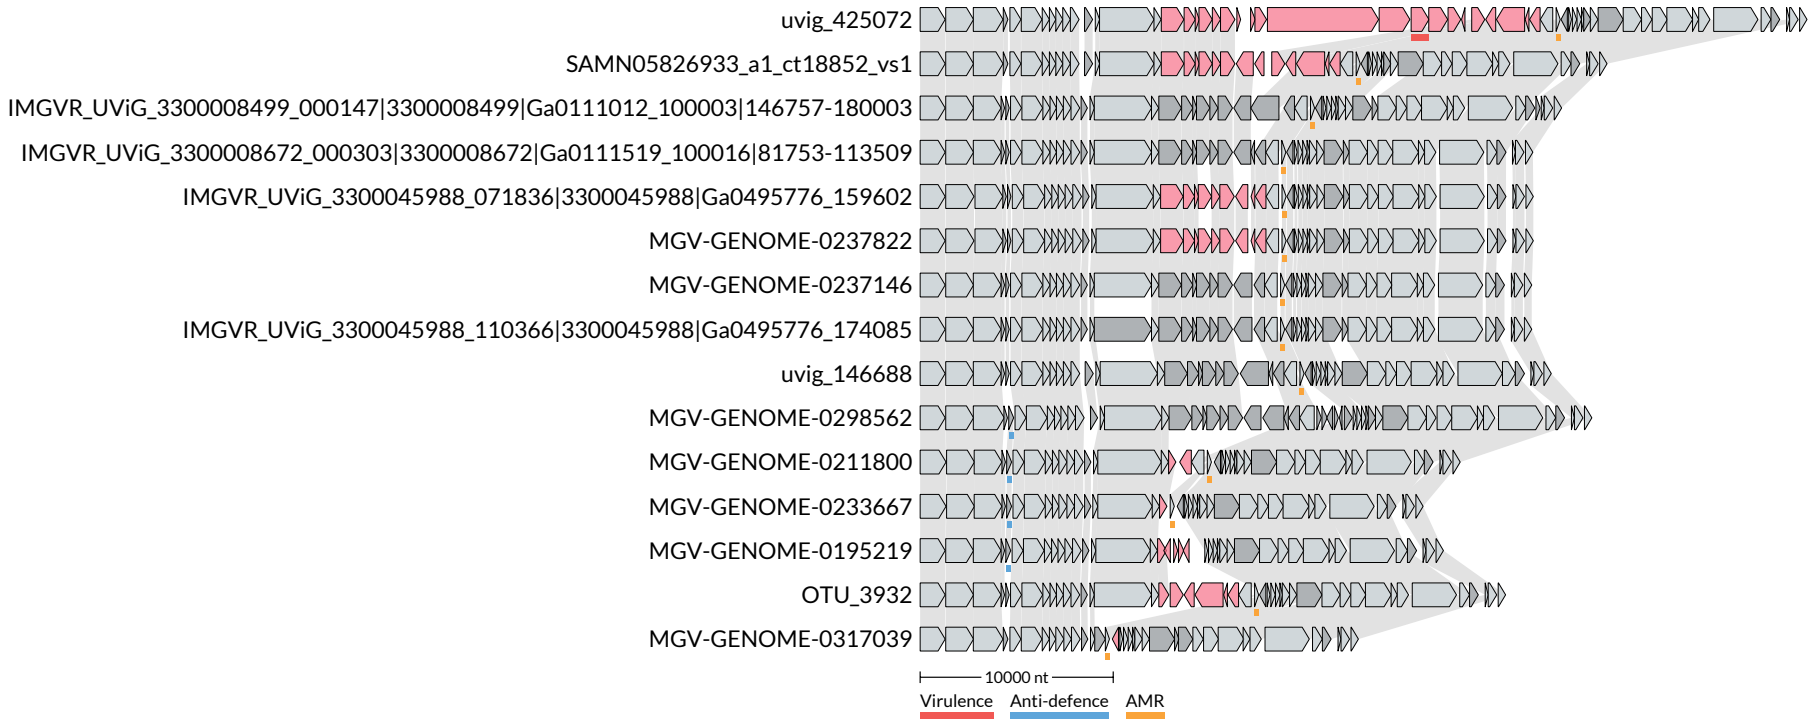 uvig_425072
SAMN05826933_a1_ct18852_vs1
IMGVR_UViG_3300008499_000147|3300008499|Ga0111012_100003|146757-180003
IMGVR_UViG_3300008672_000303|3300008672|Ga0111519_100016|81753-113509
IMGVR_UViG_3300045988_071836|3300045988|Ga0495776_159602
MGV-GENOME-0237822
MGV-GENOME-0237146
IMGVR_UViG_3300045988_110366|3300045988|Ga0495776_174085
uvig_146688
MGV-GENOME-0298562
MGV-GENOME-0211800
MGV-GENOME-0233667
MGV-GENOME-0195219
OTU_3932
MGV-GENOME-0317039
10000 nt
Virulence Anti-defence AMR